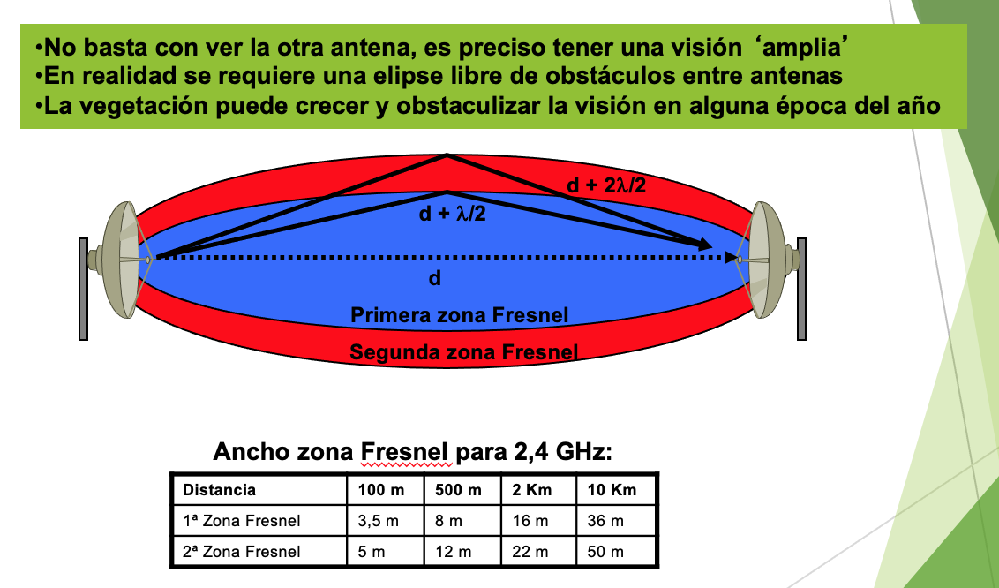 •No basta con ver la otra antena, es preciso tener una visión ‘amplia’
•En realidad se requiere una elipse libre de obstáculos entre antenas
•La vegetación puede crecer y obstaculizar la visión en alguna época del año
d + 2λ/2
d + λ/2
d
Primera zona Fresnel
Segunda zona Fresnel
Ancho zona Fresnel para 2,4 GHz:
Distancia 100 m 500 m 2 Km 10 Km
1ª Zona Fresnel 3,5 m 8 m 16 m 36 m
2ª Zona Fresnel 5 m 12 m 22 m 50 m